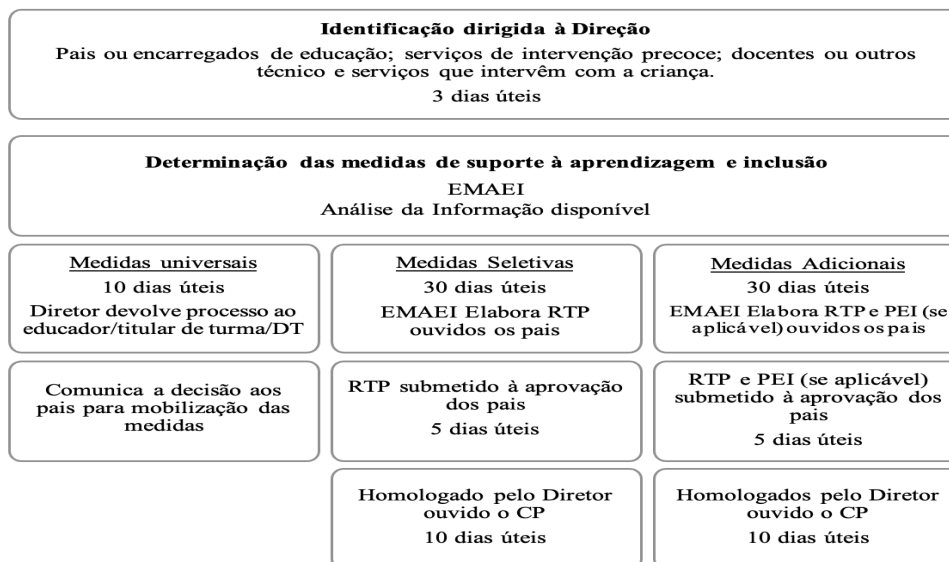 Identificação dirigida à Direção
Pais ou encarregados de educação; serviços de intervenção precoce; docentes ou outros
técnico e serviços que intervêm com a criança.
3 dias úteis
Determinação das medidas de suporte à aprendizagem e inclusão
EMAEI
Análise da Informação disponível
Medidas universais
10 dias úteis
Diretor devolve processo ao
educador/titular de turma/DT
Medidas Seletivas
30 dias úteis
EMAEI Elabora RTP
ouvidos os pais
Medidas Adicionais
30 dias úteis
EMAEI Elabora RTP e PEI (se
aplicável) ouvidos os pais
Comunica a decisão aos
pais para mobilização das
medidas
RTP submetido à aprovação
dos pais
5 dias úteis
RTP e PEI (se aplicável)
submetido à aprovação dos
pais
5 dias úteis
Homologado pelo Diretor
ouvido o CP
10 dias úteis
Homologados pelo Diretor
ouvido o CP
10 dias úteis